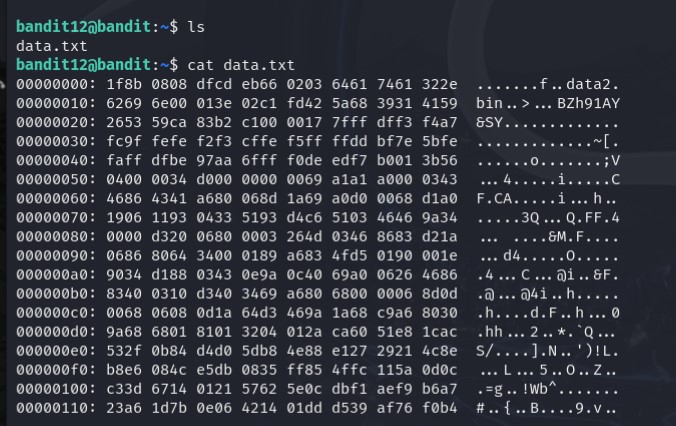 bandit12@bandit:~$ ls
data.txt
bandit12@bandit:~$ cat data.txt
00000000: 1f8b 0808 dfcd eb66 0203 6461 7461 322e  .......f..data2.
00000010: 6269 6e00 013e 02c1 fd42 5a68 3931 4159  bin..>...BZh91AY
00000020: 2653 59ca 83b2 c100 0017 7fff dff3 f4a7  &SY.............
00000030: fc9f fefe f2f3 cffe f5ff ffdd bf7e 5bfe  .............~[.
00000040: faff dfbe 97aa 6fff f0de edf7 b001 3b56  ......o.......;V
00000050: 0400 0034 d000 0000 0069 a1a1 a000 0343  ...4.....i.....C
00000060: 4686 4341 a680 068d 1a69 a0d0 0068 d1a0  F.CA.....i...h..
00000070: 1906 1193 0433 5193 d4c6 5103 4646 9a34  .....3Q...Q.FF.4
00000080: 0000 d320 0680 0003 264d 0346 8683 d21a  ... ....&M.F....
00000090: 0686 8064 3400 0189 a683 4fd5 0190 001e  ...d4.....O.....
000000a0: 9034 d188 0343 0e9a 0c40 69a0 0626 4686  .4...C...@i..&F.
000000b0: 8340 0310 d340 3469 a680 6800 0006 8d0d  .@...@4i..h.....
000000c0: 0068 0608 0d1a 64d3 469a 1a68 c9a6 8030  .h....d.F..h...0
000000d0: 9a68 6801 8101 3204 012a ca60 51e8 1cac  .hh...2..*.`Q...
000000e0: 532f 0b84 d4d0 5db8 4e88 e127 2921 4c8e  S/....].N..')!L.
000000f0: b8e6 084c e5db 0835 ff85 4ffc 115a 0d0c  ...L...5..O..Z..
00000100: c33d 6714 0121 5762 5e0c dbf1 aef9 b6a7  .=g..!Wb^.......
00000110: 23a6 1d7b 0e06 4214 01dd d539 af76 f0b4  #..{..B....9.v..